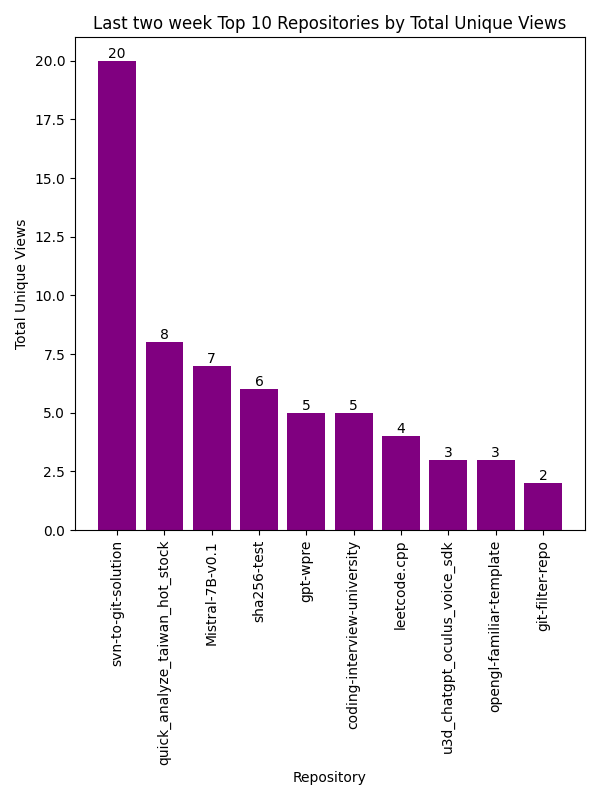 Last two week Top 10 Repositories by Total Unique Views
Total Unique Views
20.0
17.5
15.0
12.5
10.0
7.5
5.0
2.5
0.0
20
8
7
6
5
5
4
3
3
2
svn-to-git-solution
quick_analyze_taiwan_hot_stock
Mistral-7B-v0.1
sha256-test
gpt-wpre
coding-interview-university
leetcode.cpp
u3d_chatgpt_oculus_voice_sdk
opengl-familiar-template
git-filter-repo
Repository